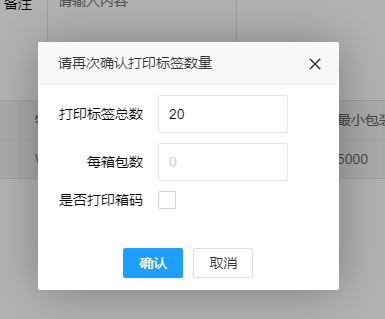 备注
请输入内容
请再次确认打印标签数量
打印标签总数 20
最小包装
每箱包数 0
5000
是否打印箱码
确认 取消